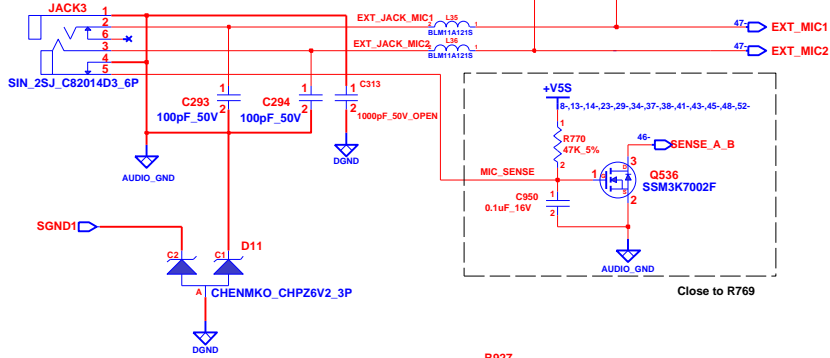 JACK3
1
2
6
3
4
5
SIN_2SJ_C82014D3_6P
EXT_JACK_MIC1
L35
2
1
BLM11A121S
47-
EXT_MIC1
EXT_JACK_MIC2
L36
2
1
BLM11A121S
47-
EXT_MIC2
1
C293
2
100pF_50V
1
C294
2
100pF_50V
1
C313
2
1000pF_50V_OPEN
AUDIO_GND
DGND
+V5S
8-,13-,14-,23-,29-,34-,37-,38-,41-,43-,45-,48-,52-
1
R770
47K_5%
2
46-
SENSE_A_B
MIC_SENSE
1
3
D
G
S
2
Q536
SSM3K7002F
1
C950
2
0.1uF_16V
AUDIO_GND
Close to R769
SGND1
C2
C1
D11
A
CHENMKO_CHPZ6V2_3P
DGND
R927